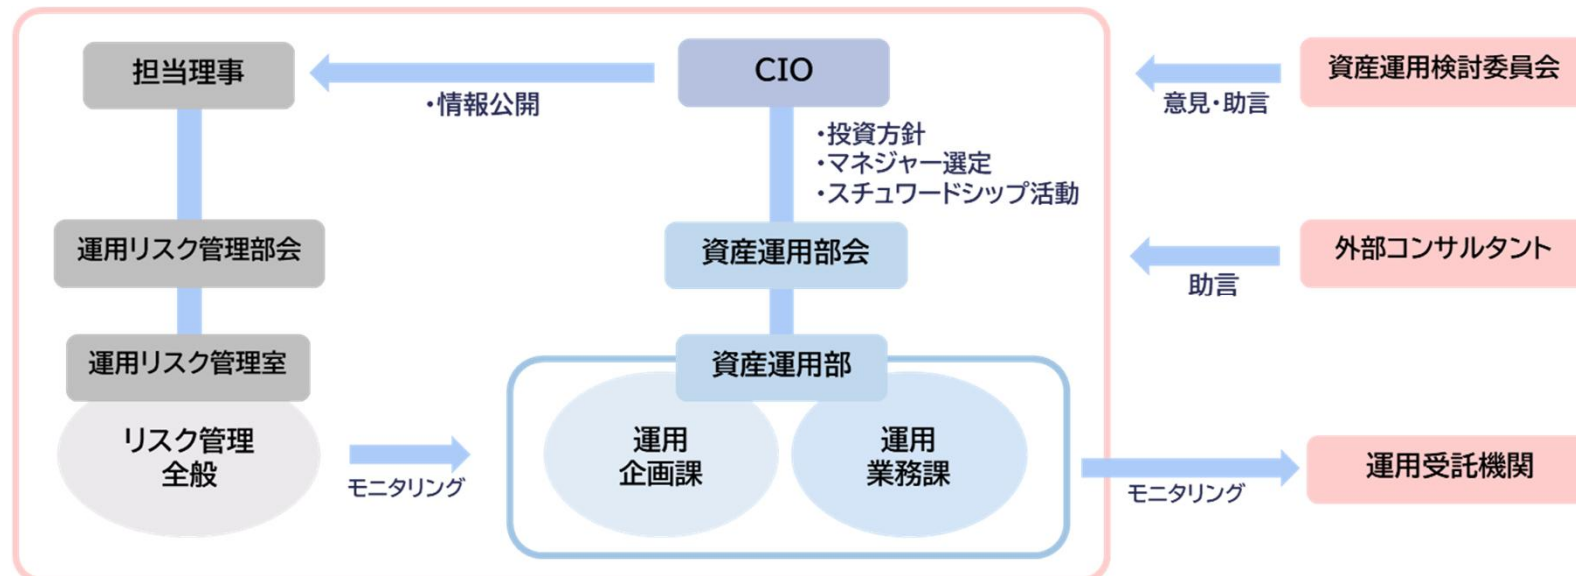 担当理事
CIO
資産運用検討委員会
・情報公開
意見・助言
・投資方針
・マネジャー選定
・スチュワードシップ活動
運用リスク管理部会
資産運用部会
外部コンサルタント
助言
運用リスク管理室
資産運用部
リスク管理
全般
モニタリング
運用
企画課
運用
業務課
モニタリング
運用受託機関